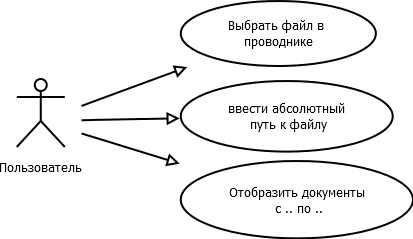 Выбрать файл в
проводнике
ввести абсолютный
путь к файлу
Пользователь
Отобразить документы
с .. по ..